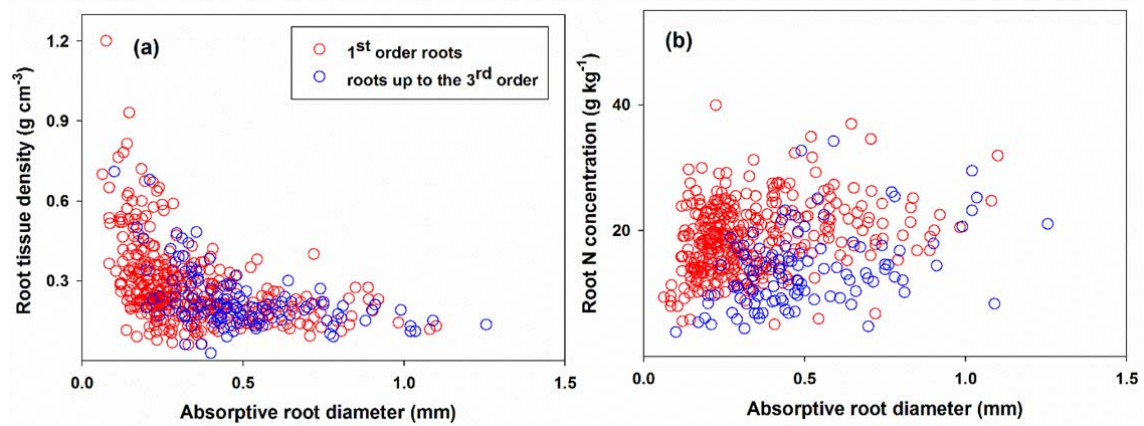 (a)
1st order roots
roots up to the 3rd order
Root tissue density (g cm-3)
1.2
0.9
0.6
0.3
0.0
0.5
1.0
1.5
Absorptive root diameter (mm)
(b)
Root N concentration (g kg-1)
40
20
0.0
0.5
1.0
1.5
Absorptive root diameter (mm)